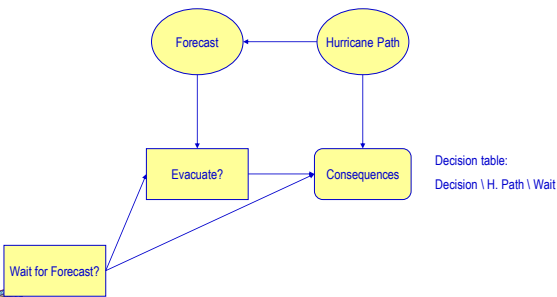 Forecast
Hurricane Path
Evacuate?
Consequences
Decision table:
Decision \ H. Path \ Wait
Wait for Forecast?